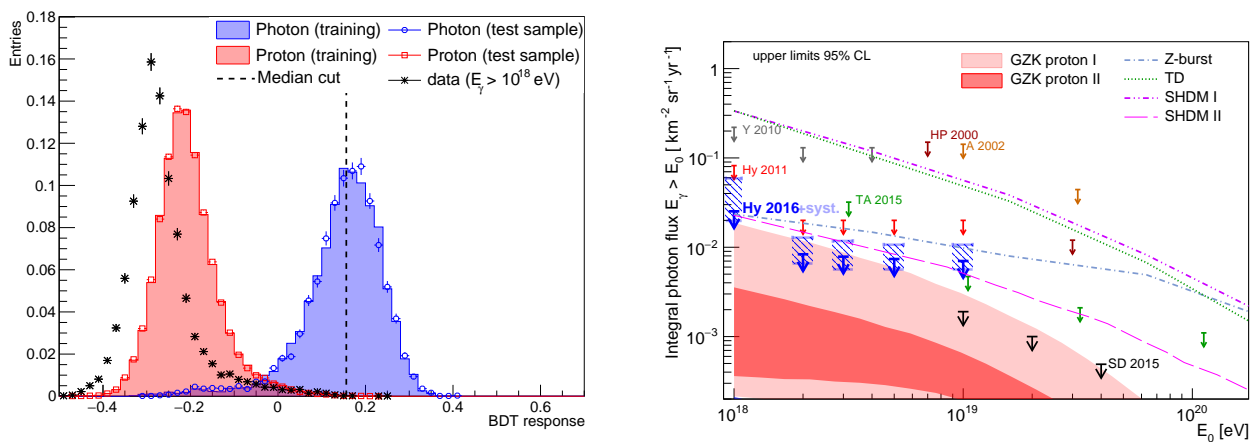 Entries
0.18
0.16
0.14
0.12
0.1
0.08
0.06
0.04
0.02
0
Photon (training)
Photon (test sample)
Proton (training)
Proton (test sample)
Median cut
data (E_γ > 10^18 eV)
−0.4
−0.2
0
0.2
0.4
0.6
BDT response
Integral photon flux E_γ > E_0 [km^-2 sr^-1 yr^-1]
1
10^−1
10^−2
10^−3
upper limits 95% CL
GZK proton I
GZK proton II
Z-burst
TD
SHDM I
SHDM II
Y 2010
HP 2000
A 2002
Hy 2011
TA 2015
Hy 2016+syst.
SD 2015
10^18
10^19
10^20
E_0 [eV]